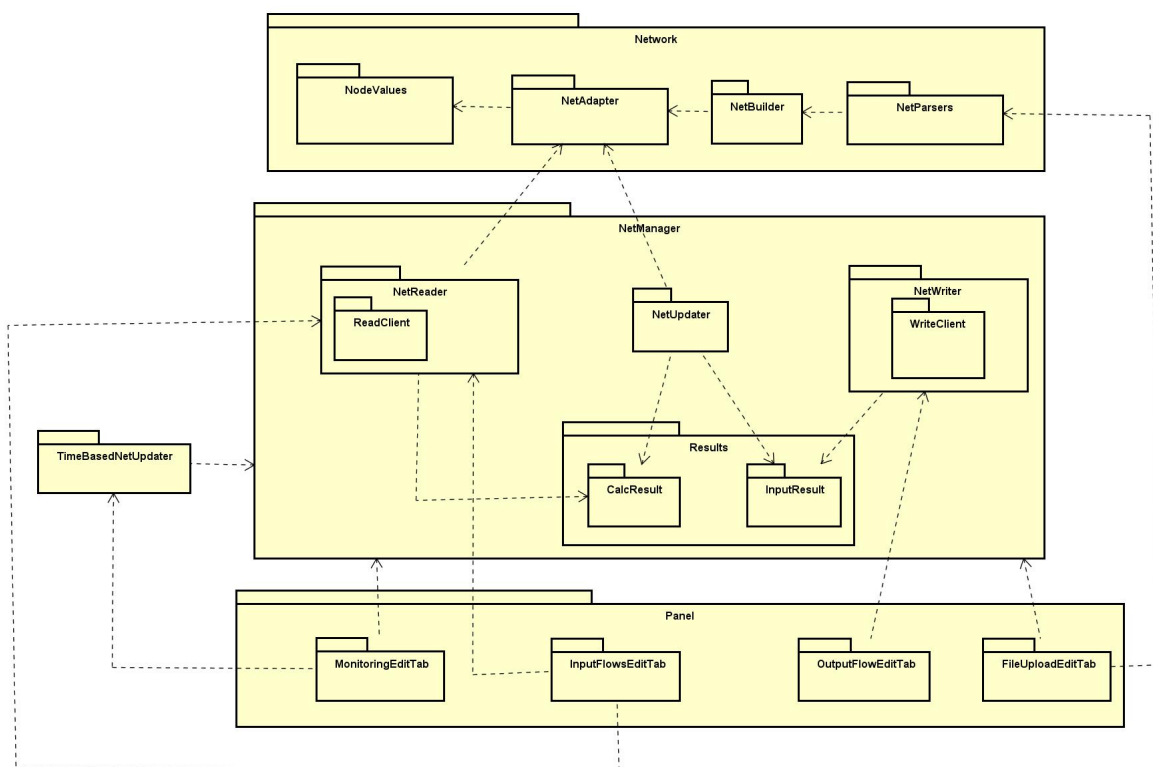 Network
NodeValues
NetAdapter
NetBuilder
NetParsers
NetManager
NetReader
ReadClient
NetUpdater
NetWriter
WriteClient
TimeBasedNetUpdater
Results
CalcResult
InputResult
Panel
MonitoringEditTab
InputFlowsEditTab
OutputFlowEditTab
FileUploadEditTab